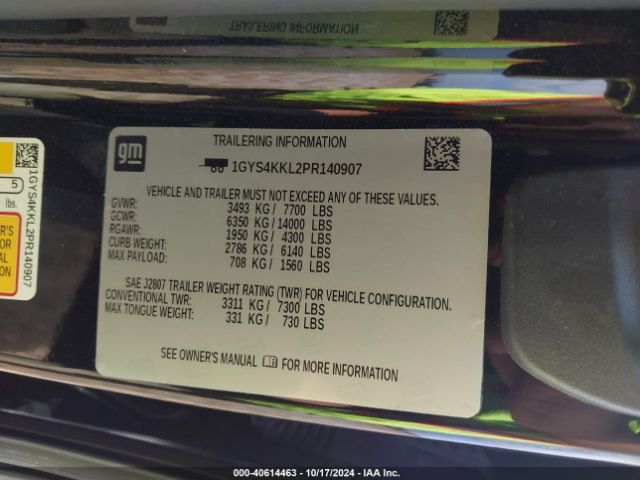 TRAILERING INFORMATION
gm
TRAILERING INFORMATION
1GYS4KKL2PR140907
VEHICLE AND TRAILER MUST NOT EXCEED ANY OF THESE VALUES.
GVWR: 3493 KG / 7700 LBS
GCWR: 6350 KG / 14000 LBS
RGAWR: 1950 KG / 4300 LBS
CURB WEIGHT: 2786 KG / 6140 LBS
MAX PAYLOAD: 708 KG / 1560 LBS
SAE J2807 TRAILER WEIGHT RATING (TWR) FOR VEHICLE CONFIGURATION.
CONVENTIONAL TWR: 3311 KG / 7300 LBS
MAX TONGUE WEIGHT: 331 KG / 730 LBS
SEE OWNER'S MANUAL FOR MORE INFORMATION
1GYS4KKL2PR140907
5
lbs.
000-40614463 - 10/17/2024 - IAA Inc.